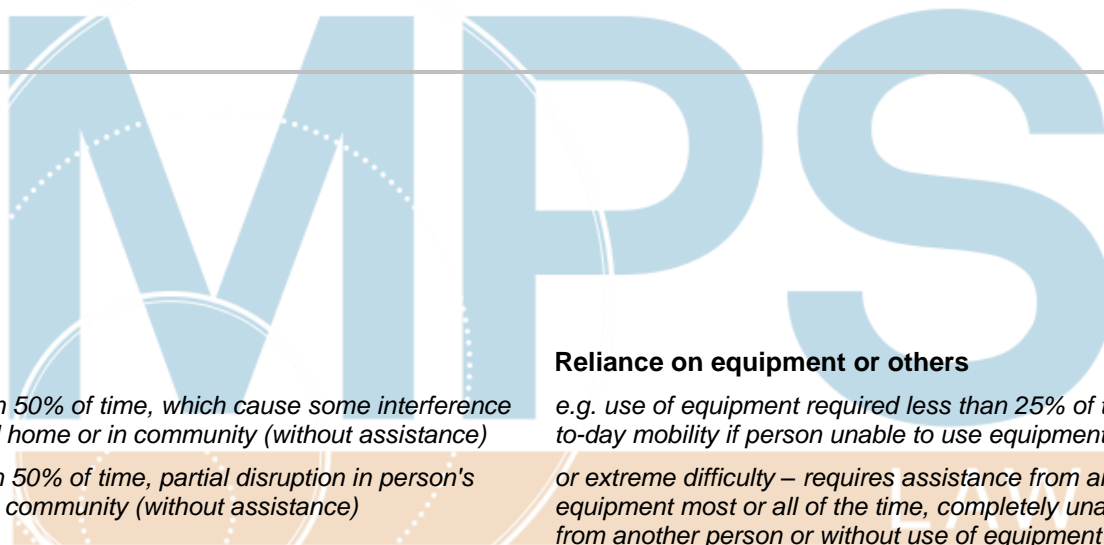 MPS
Reliance on equipment or others
50% of time, which cause some interference
home or in community (without assistance)
50% of time, partial disruption in person's
community (without assistance)
e.g. use of equipment required less than 25% of
to-day mobility if person unable to use equipment
or extreme difficulty – requires assistance from
equipment most or all of the time, completely
from another person or without use of equipment
LAW